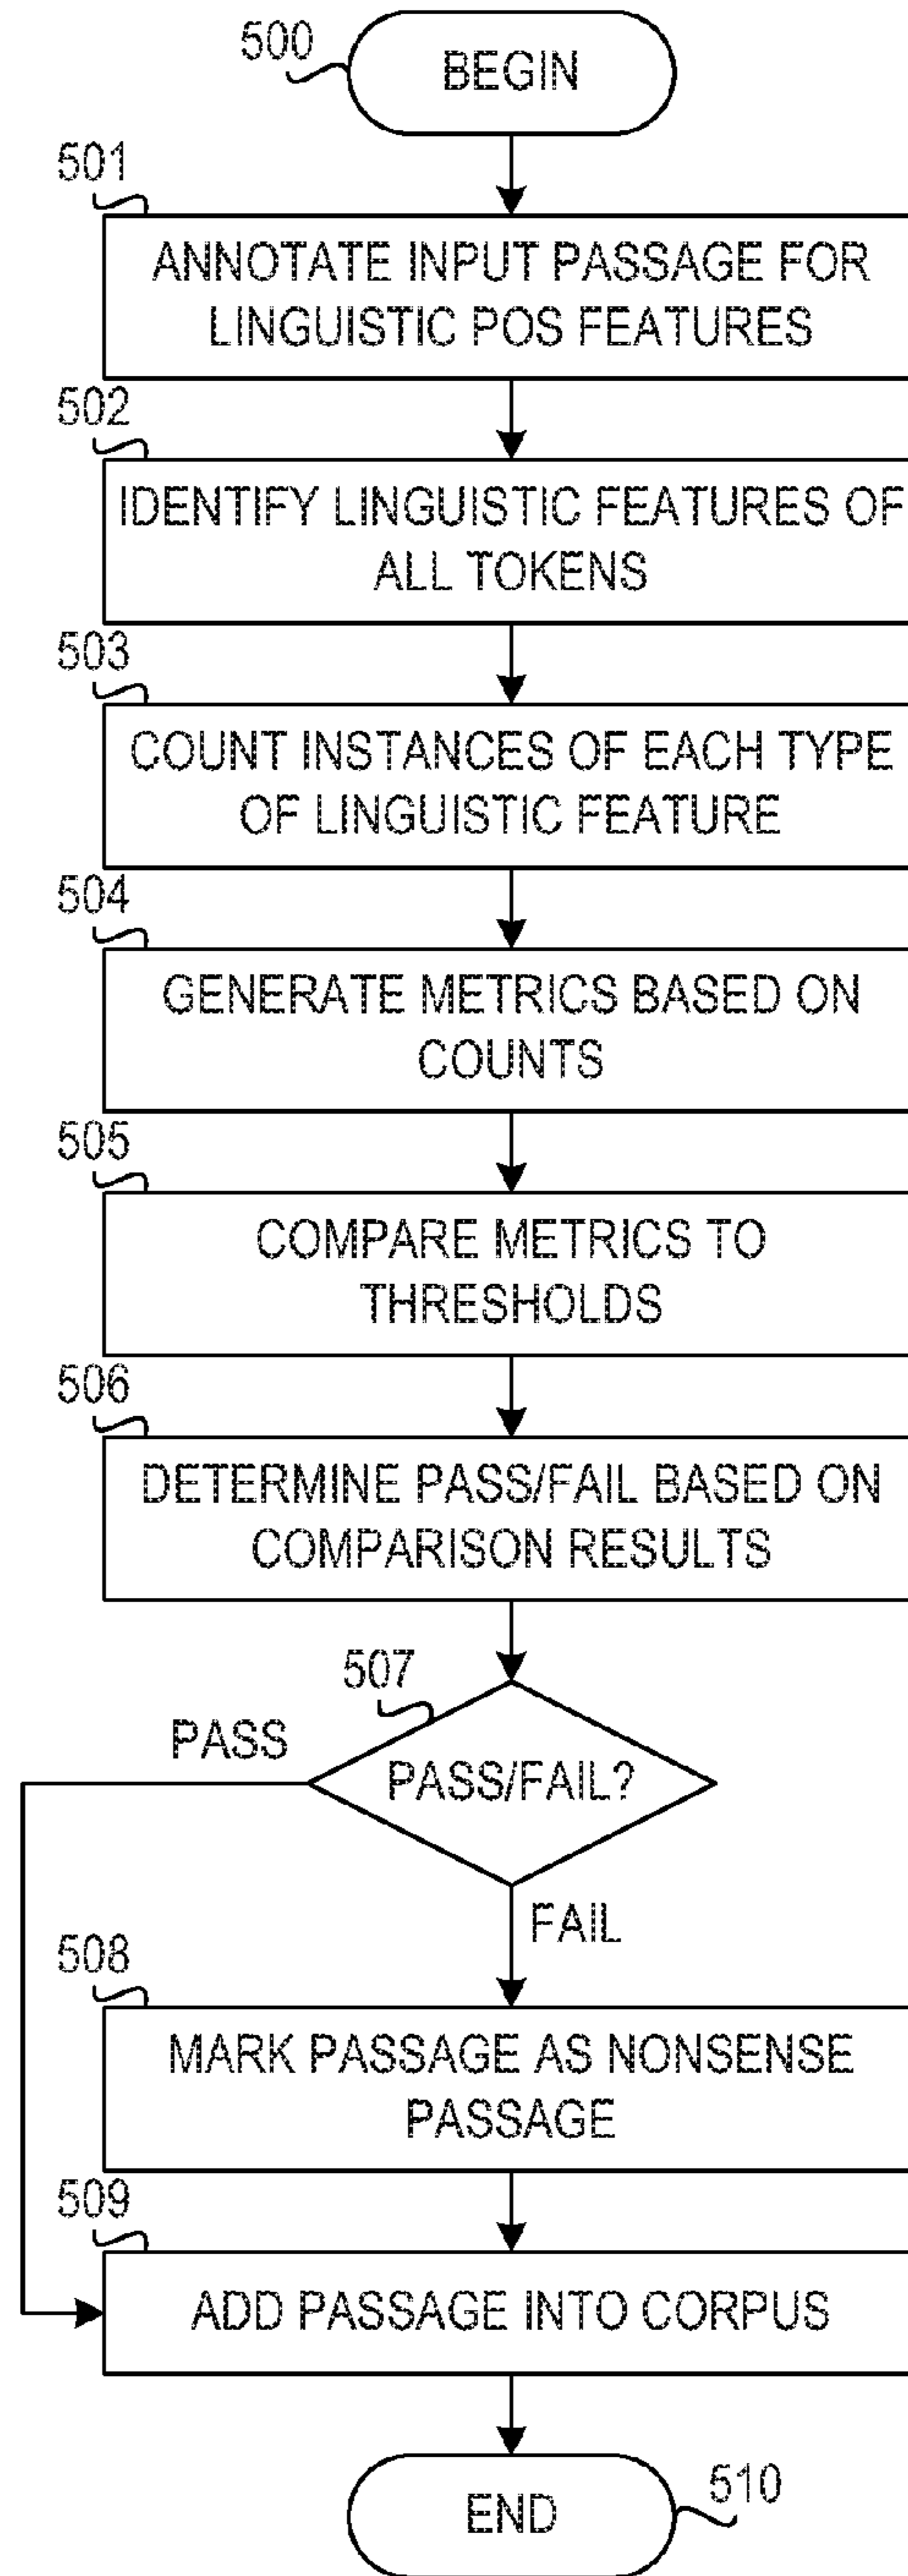 500
BEGIN
501
ANNOTATE INPUT PASSAGE FOR
LINGUISTIC POS FEATURES
502
IDENTIFY LINGUISTIC FEATURES OF
ALL TOKENS
503
COUNT INSTANCES OF EACH TYPE
OF LINGUISTIC FEATURE
504
GENERATE METRICS BASED ON
COUNTS
505
COMPARE METRICS TO
THRESHOLDS
506
DETERMINE PASS/FAIL BASED ON
COMPARISON RESULTS
507
PASS
PASS/FAIL?
FAIL
508
MARK PASSAGE AS NONSENSE
PASSAGE
509
ADD PASSAGE INTO CORPUS
END
510